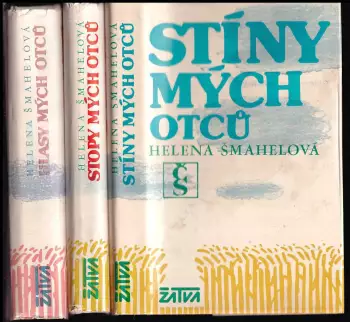 HELENA ŠMAHELOVÁ
HLASY MÝCH OTCŮ
ŽATVA
HELENA ŠMAHELOVÁ
STOPY MÝCH OTCŮ
ŽATVA
HELENA ŠMAHELOVÁ
STÍNY MÝCH OTCŮ
ŽATVA
STÍNY
MÝCH
OTCŮ
HELENA ŠMAHELOVÁ
ČS
ŽATVA